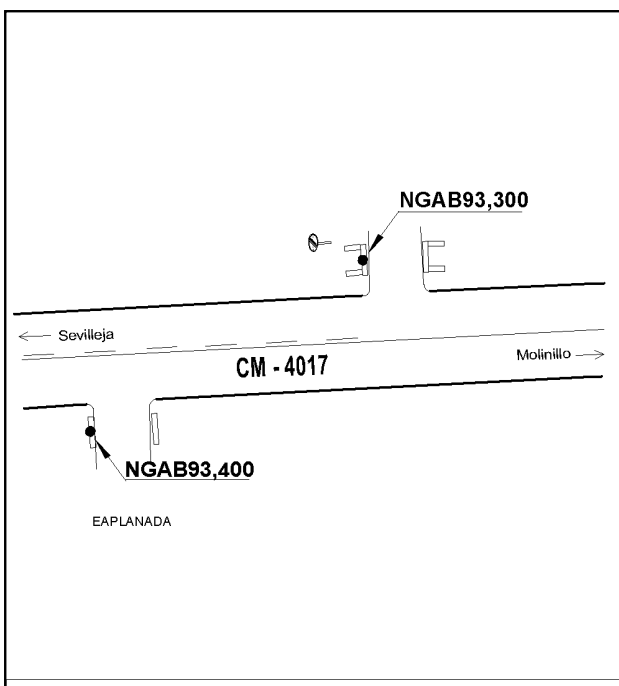 NGAB93,300
Sevilleja
CM - 4017
Molinillo
NGAB93,400
EAPLANADA